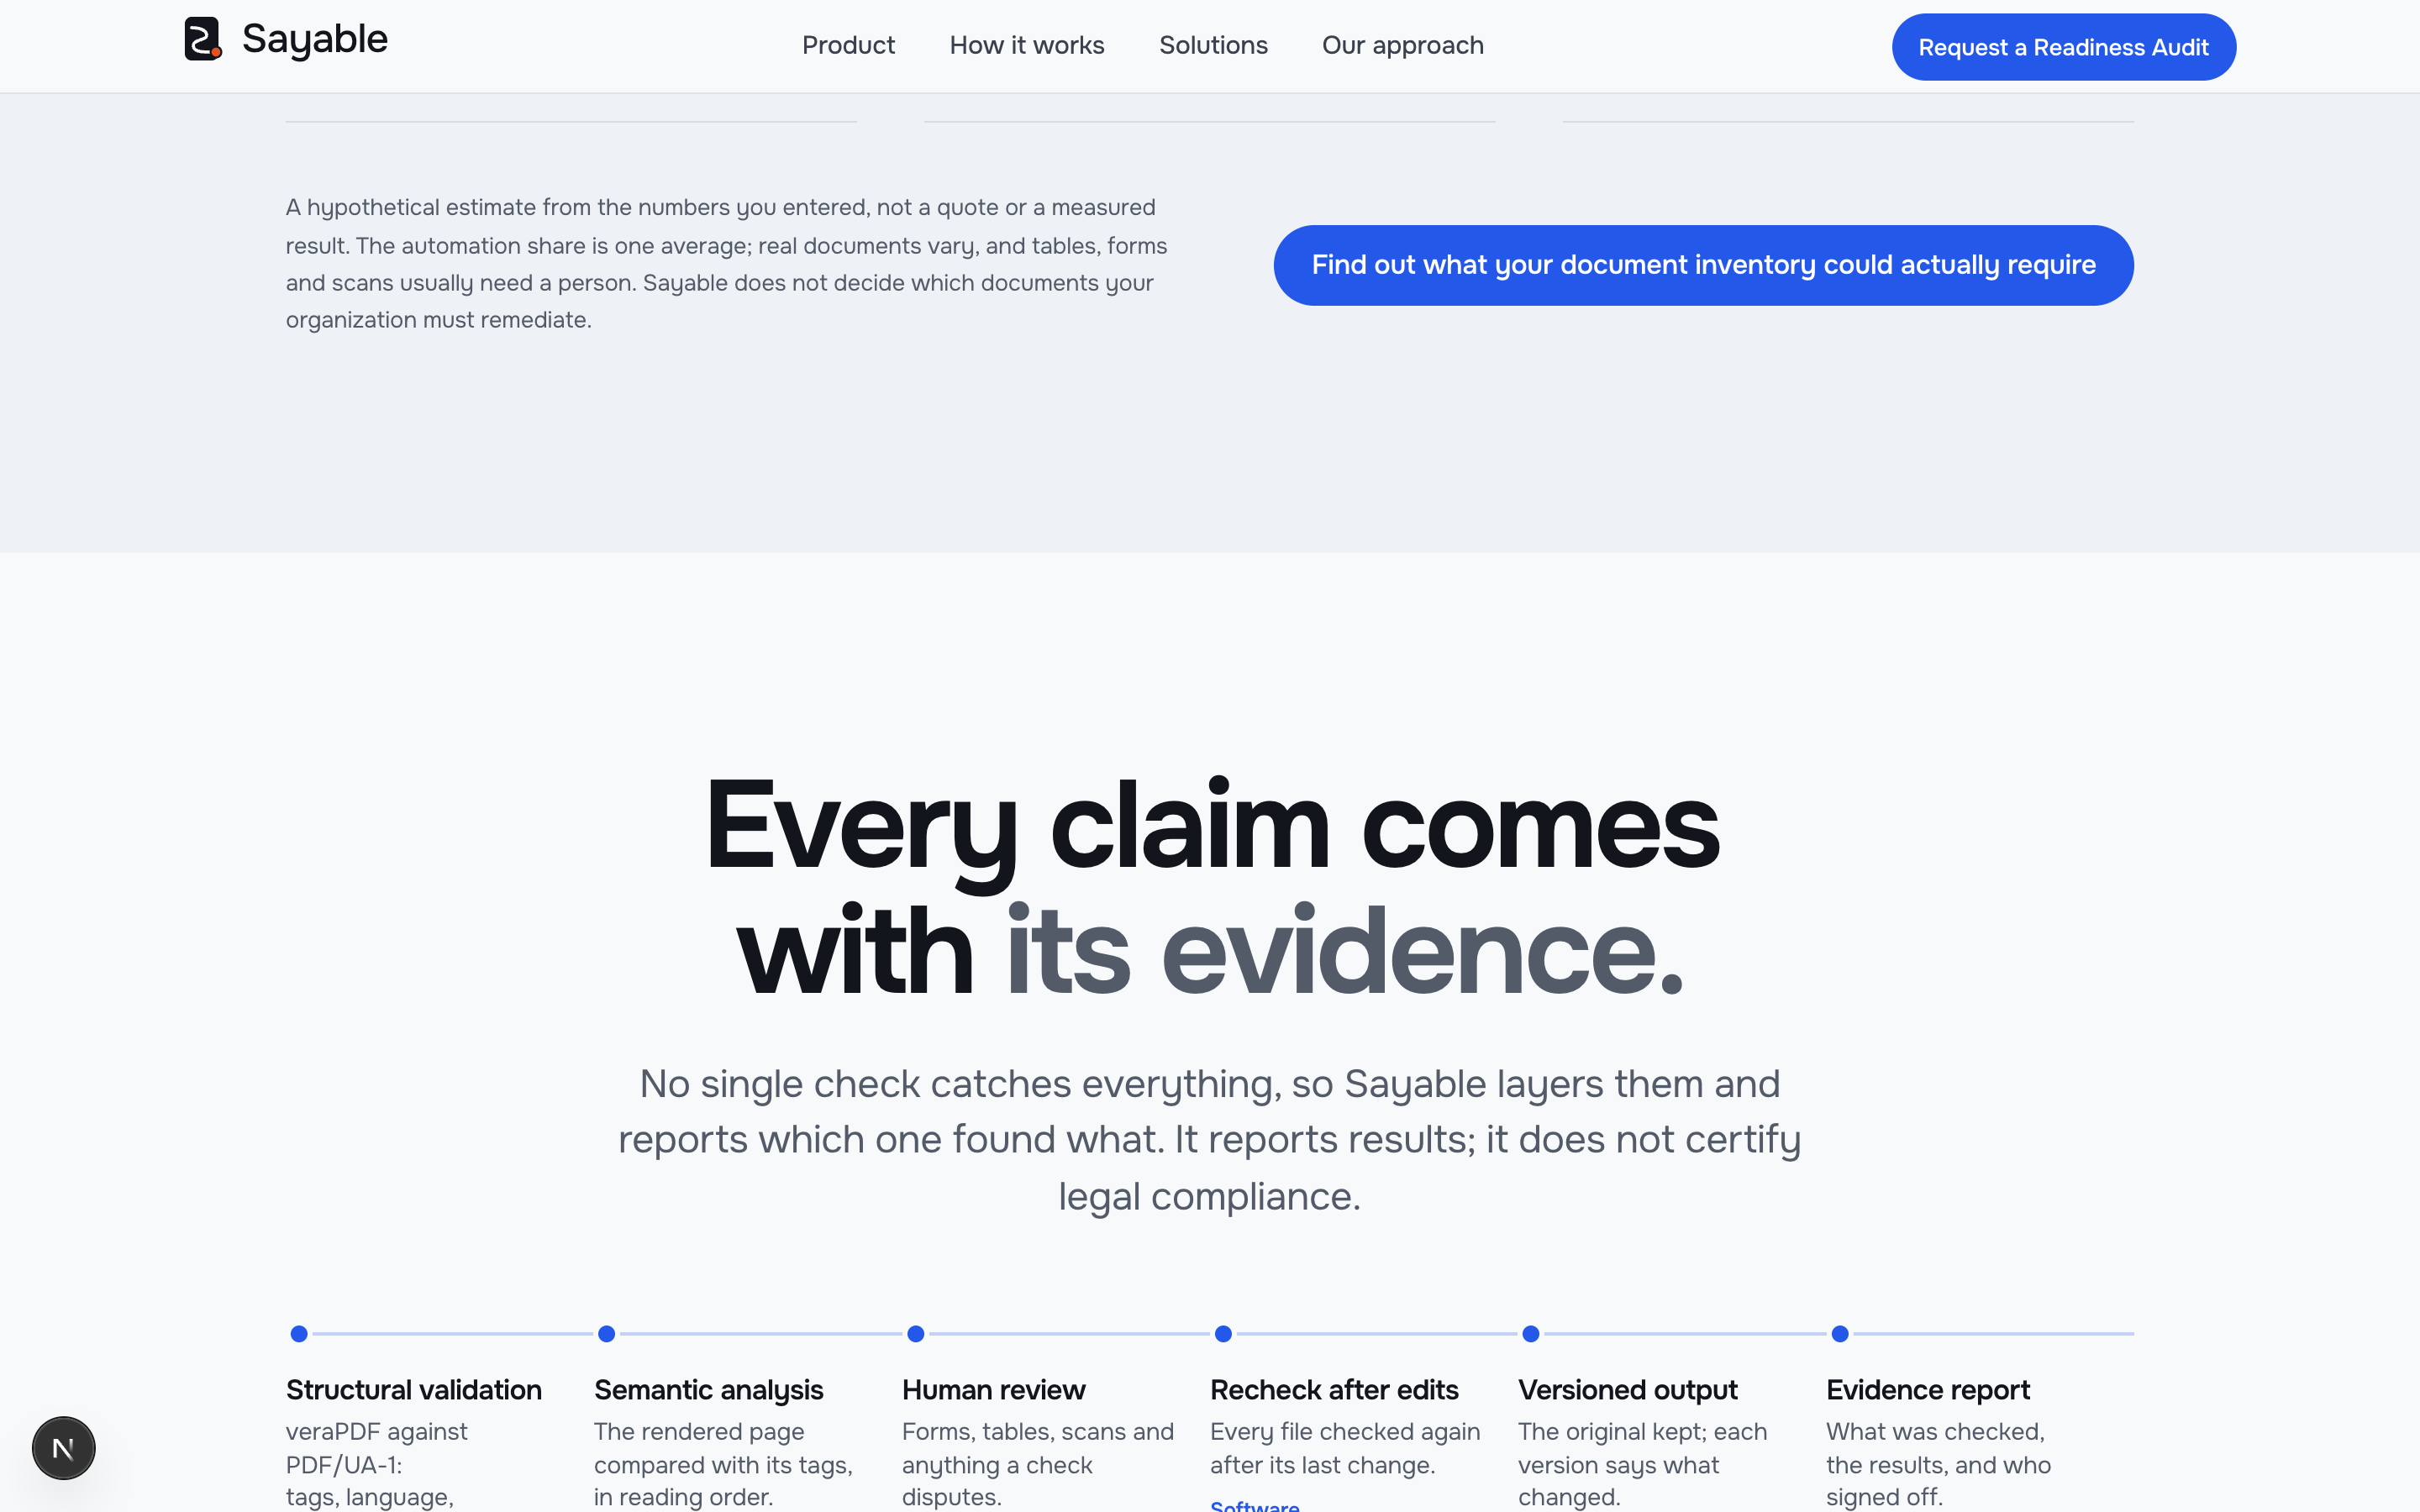 Sayable
Product
How it works
Solutions
Our approach
Request a Readiness Audit
A hypothetical estimate from the numbers you entered, not a quote or a measured
result. The automation share is one average; real documents vary, and tables, forms
and scans usually need a person. Sayable does not decide which documents your
organization must remediate.
Find out what your document inventory could actually require
Every claim comes
with its evidence.
No single check catches everything, so Sayable layers them and
reports which one found what. It reports results; it does not certify
legal compliance.
Structural validation
veraPDF against
PDF/UA-1:
tags, language,
Semantic analysis
The rendered page
compared with its tags,
in reading order.
Human review
Forms, tables, scans and
anything a check
disputes.
Recheck after edits
Every file checked again
after its last change.
Software
Versioned output
The original kept; each
version says what
changed.
Evidence report
What was checked,
the results, and who
signed off.
N